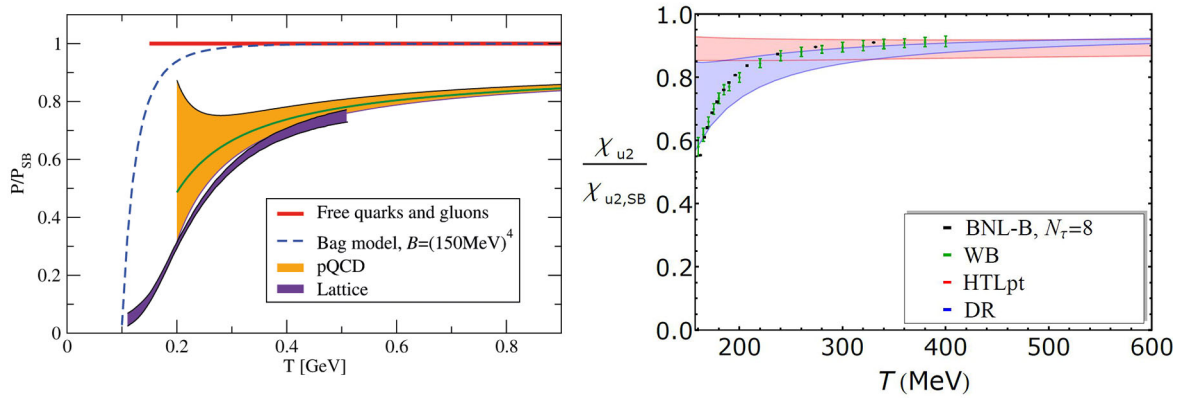 P/P_SB
1
0.8
0.6
0.4
0.2
0
Free quarks and gluons
Bag model, B=(150MeV)^4
pQCD
Lattice
0 0.2 0.4 0.6 0.8
T [GeV]
χ_u2
χ_u2,SB
1.0
0.8
0.6
0.4
0.2
0.0
BNL-B, N_τ=8
WB
HTLpt
DR
200 300 400 500 600
T (MeV)